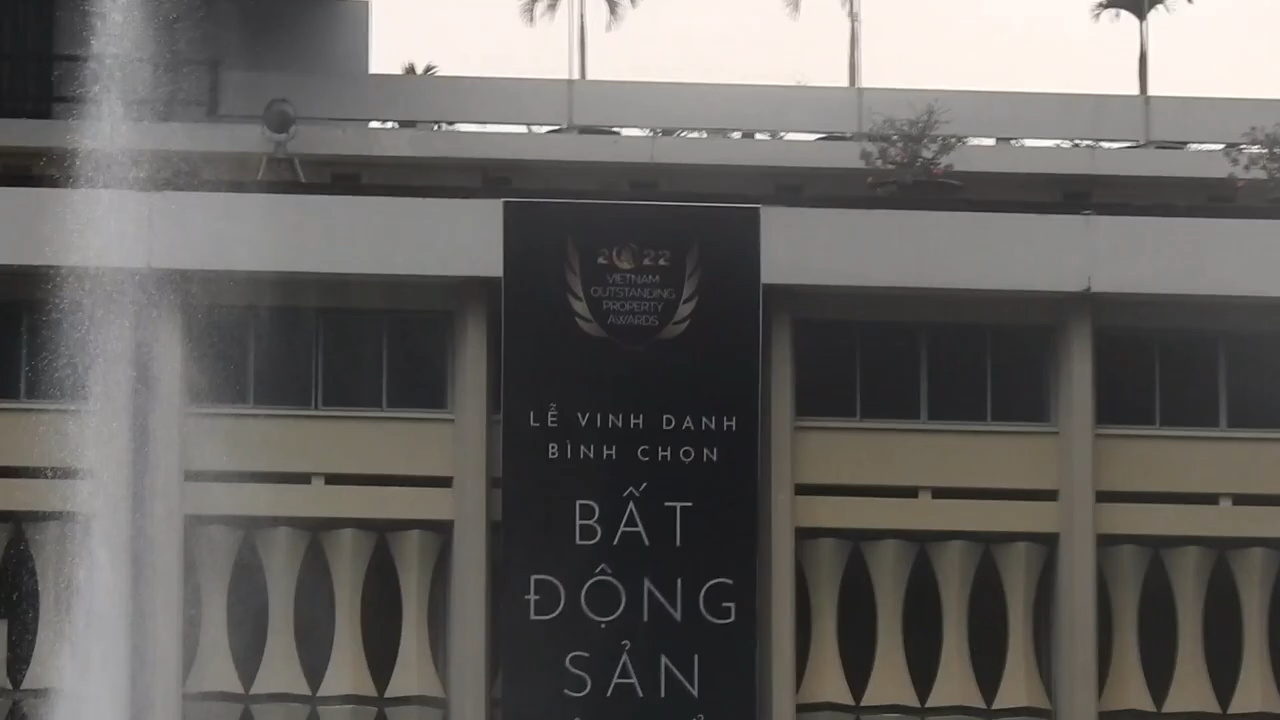 2022
VIETNAM
OUTSTANDING
PROPERTY
AWARDS
LỄ VINH DANH
BÌNH CHỌN
BẤT
ĐỘNG
SẢN